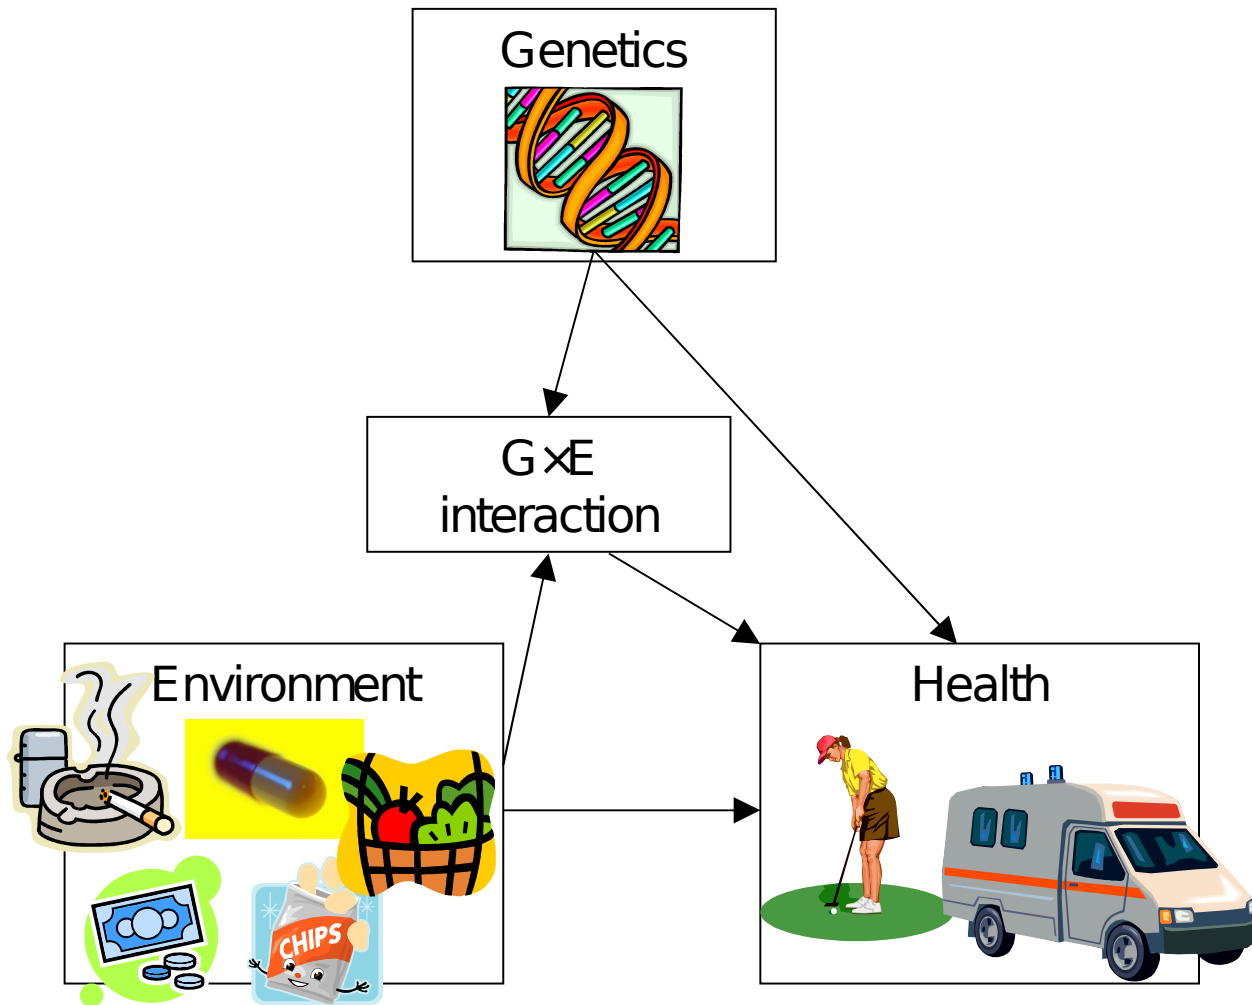 Genetics
G×E
interaction
Environment
Health
CHIPS